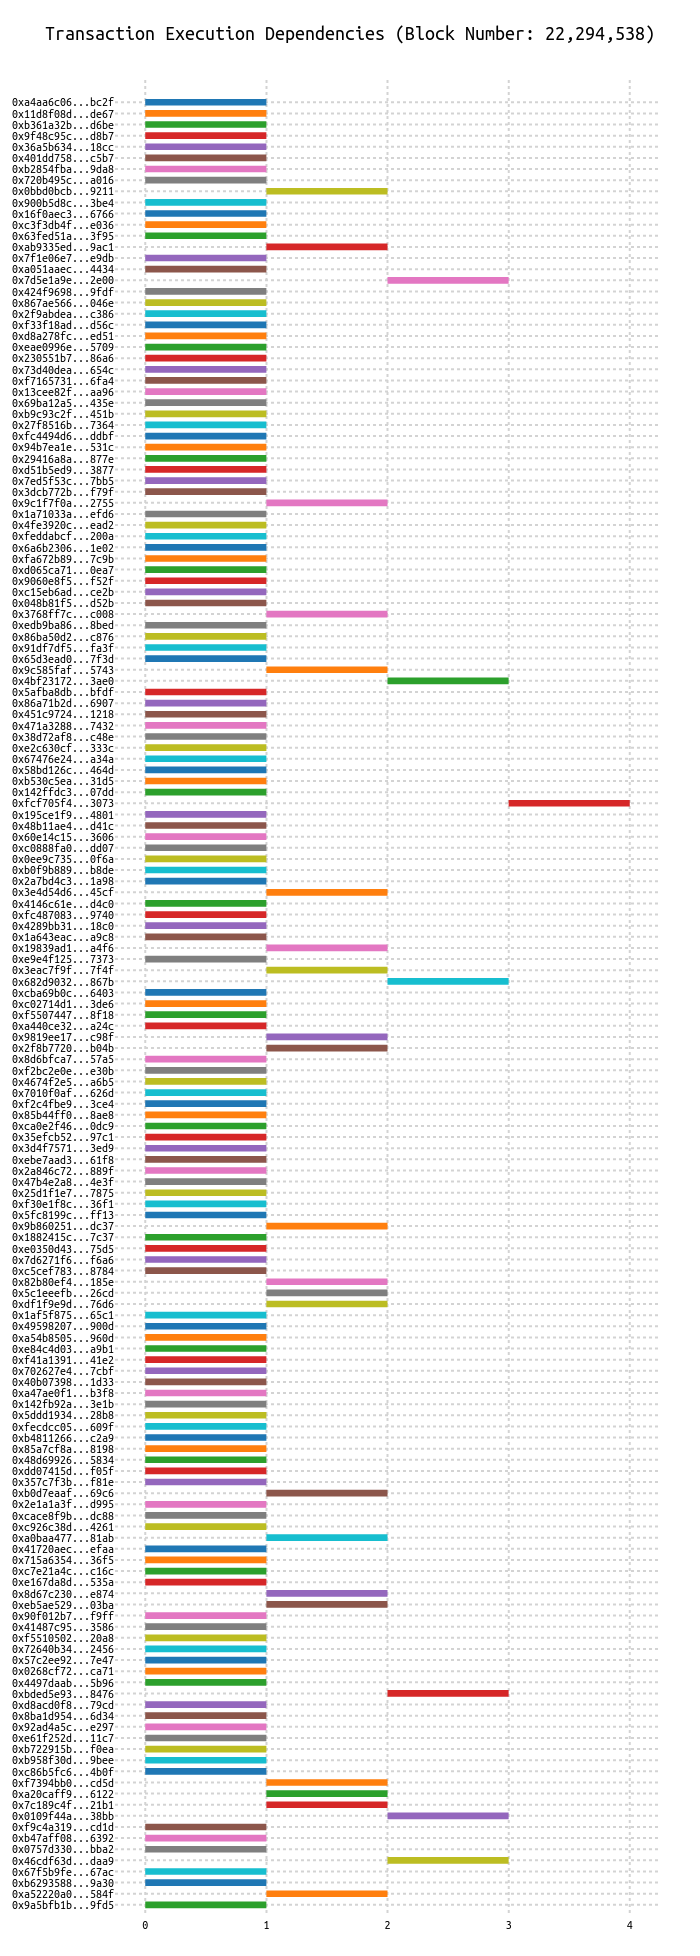 Transaction Execution Dependencies (Block Number: 22,294,538)
0xa4aa6c06...bc2f
0x11d8f08d...de67
0xb361a32b...d6be
0x9f48c95c...d8b7
0x36a5b634...18cc
0x401dd758...c5b7
0xb2854fba...9da8
0x720b495c...a016
0x0bbd0bcb...9211
0x900b5d8c...3be4
0x16f0aec3...6766
0xc3f3db4f...e036
0x63fed51a...3f95
0xab9335ed...9ac1
0x7f1e06e7...e9db
0xa051aaec...4434
0x7d5e1a9e...2e00
0x424f9698...9fdf
0x867ae566...046e
0x2f9abdea...c386
0xf33f18ad...d56c
0xd8a278fc...ed51
0xeae0996e...5709
0x230551b7...86a6
0x73d40dea...654c
0xf7165731...6fa4
0x13cee82f...aa96
0x69ba12a5...435e
0xb9c93c2f...451b
0x27f8516b...7364
0xfc4494d6...ddbf
0x94b7ea1e...531c
0x29416a8a...877e
0xd51b5ed9...3877
0x7ed5f53c...7bb5
0x3dcb772b...f79f
0x9c1f7f0a...2755
0x1a71033a...efd6
0x4fe3920c...ead2
0xfeddabcf...200a
0x6a6b2306...1e02
0xfa672b89...7c9b
0xd065ca71...0ea7
0x9060e8f5...f52f
0xc15eb6ad...ce2b
0x048b81f5...d52b
0x3768ff7c...c008
0xedb9ba86...8bed
0x86ba50d2...c876
0x91df7df5...fa3f
0x65d3ead0...7f3d
0x9c585faf...5743
0x4bf23172...3ae0
0x5afba8db...bfdf
0x86a71b2d...6907
0x451c9724...1218
0x471a3288...7432
0x38d72af8...c48e
0xe2c630cf...333c
0x67476e24...a34a
0x58bd126c...464d
0xb530c5ea...31d5
0x142ffdc3...07dd
0xfcf705f4...3073
0x195ce1f9...4801
0x48b11ae4...d41c
0x60e14c15...3606
0xc0888fa0...dd07
0x0ee9c735...0f6a
0xb0f9b889...b8de
0x2a7bd4c3...1a98
0x3e4d54d6...45cf
0x4146c61e...d4c0
0xfc487083...9740
0x4289bb31...18c0
0x1a643eac...a9c8
0x19839ad1...a4f6
0xe9e4f125...7373
0x3eac7f9f...7f4f
0x682d9032...867b
0xcba69b0c...6403
0xc02714d1...3de6
0xf5507447...8f18
0xa440ce32...a24c
0x9819ee17...c98f
0x2f8b7720...b04b
0x8d6bfca7...57a5
0xf2bc2e0e...e30b
0x4674f2e5...a6b5
0x7010f0af...626d
0xf2c4fbe9...3ce4
0x85b44ff0...8ae8
0xca0e2f46...0dc9
0x35efcb52...97c1
0x3d4f7571...3ed9
0xebe7aad3...61f8
0x2a846c72...889f
0x47b4e2a8...4e3f
0x25d1f1e7...7875
0xf30e1f8c...36f1
0x5fc8199c...ff13
0x9b860251...dc37
0x1882415c...7c37
0xe0350d43...75d5
0x7d6271f6...f6a6
0xc5cef783...8784
0x82b80ef4...185e
0x5c1eeefb...26cd
0xdf1f9e9d...76d6
0x1af5f875...65c1
0x49598207...900d
0xa54b8505...960d
0xe84c4d03...a9b1
0xf41a1391...41e2
0x702627e4...7cbf
0x40b07398...1d33
0xa47ae0f1...b3f8
0x142fb92a...3e1b
0x5ddd1934...28b8
0xfecdcc05...609f
0xb4811266...c2a9
0x85a7cf8a...8198
0x48d69926...5834
0xdd07415d...f05f
0x357c7f3b...f81e
0xb0d7eaaf...69c6
0x2e1a1a3f...d995
0xcace8f9b...dc88
0xc926c38d...4261
0xa0baa477...81ab
0x41720aec...efaa
0x715a6354...36f5
0xc7e21a4c...c16c
0xe167da8d...535a
0x8d67c230...e874
0xeb5ae529...03ba
0x90f012b7...f9ff
0x41487c95...3586
0xf5510502...20a8
0x72640b34...2456
0x57c2ee92...7e47
0x0268cf72...ca71
0x4497daab...5b96
0xbded5e93...8476
0xd8acd0f8...79cd
0x8ba1d954...6d34
0x92ad4a5c...e297
0xe61f252d...11c7
0xb722915b...f0ea
0xb958f30d...9bee
0xc86b5fc6...4b0f
0xf7394bb0...cd5d
0xa20caff9...6122
0x7c189c4f...21b1
0x0109f44a...38bb
0xf9c4a319...cd1d
0xb47aff08...6392
0x0757d330...bba2
0x46cdf63d...daa9
0x67f5b9fe...67ac
0xb6293588...9a30
0xa52220a0...584f
0x9a5bfb1b...9fd5
0 1 2 3 4